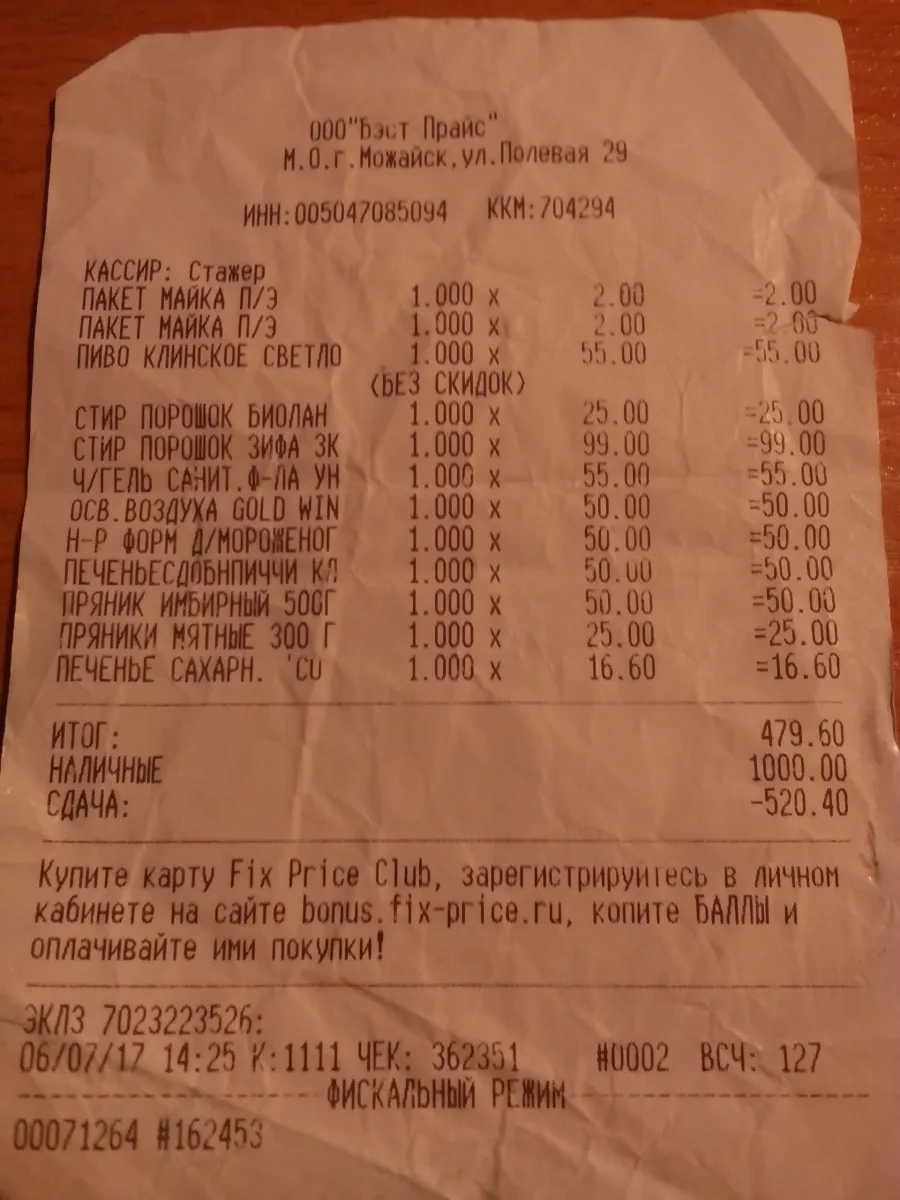 ООО"Бэст Прайс"
М.О.г.Можайск,ул.Полевая 29
ИНН:005047085094 ККМ:704294
КАССИР: Стажер
ПАКЕТ МАЙКА П/Э 1.000 x 2.00 =2.00
ПАКЕТ МАЙКА П/Э 1.000 x 2.00 =2.00
ПИВО КЛИНСКОЕ СВЕТЛО 1.000 x 55.00 =55.00
(БЕЗ СКИДОК)
СТИР ПОРОШОК БИОЛАН 1.000 x 25.00 =25.00
СТИР ПОРОШОК ЗИФА 3К 1.000 x 99.00 =99.00
Ч/ГЕЛЬ САНИТ.Ф-ЛА УН 1.000 x 55.00 =55.00
ОСВ.ВОЗДУХА GOLD WIN 1.000 x 50.00 =50.00
Н-Р ФОРМ Д/МОРОЖЕНОГ 1.000 x 50.00 =50.00
ПЕЧЕНЬЕСДОБНПИЧЧИ КЛ 1.000 x 50.00 =50.00
ПРЯНИК ИМБИРНЫЙ 500Г 1.000 x 50.00 =50.00
ПРЯНИКИ МЯТНЫЕ 300 Г 1.000 x 25.00 =25.00
ПЕЧЕНЬЕ САХАРН. 'СО 1.000 x 16.60 =16.60
ИТОГ: 479.60
НАЛИЧНЫЕ 1000.00
СДАЧА: -520.40
Купите карту Fix Price Club, зарегистрируйтесь в личном
кабинете на сайте bonus.fix-price.ru, копите БАЛЛЫ и
оплачивайте ими покупки!
ЭКЛЗ 7023223526:
06/07/17 14:25 К:1111 ЧЕК: 362351 #0002 ВСЧ: 127
ФИСКАЛЬНЫЙ РЕЖИМ
00071264 #162453